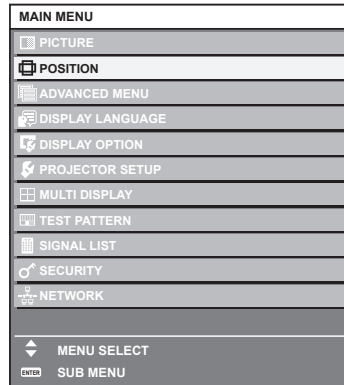 MAIN MENU
PICTURE
POSITION
ADVANCED MENU
DISPLAY LANGUAGE
DISPLAY OPTION
PROJECTOR SETUP
MULTI DISPLAY
TEST PATTERN
SIGNAL LIST
SECURITY
NETWORK
MENU SELECT
ENTER SUB MENU